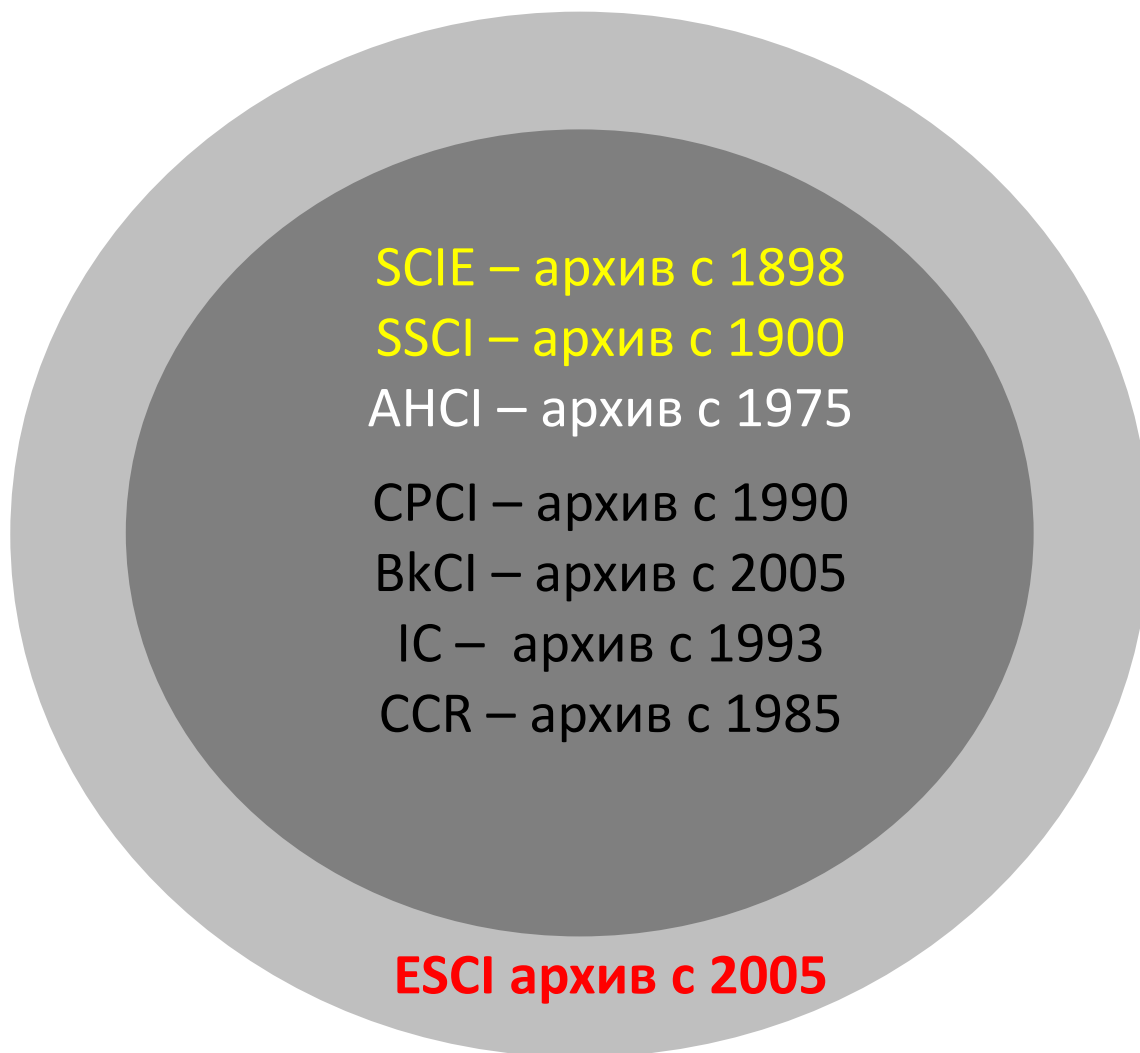 SCIE – архив с 1898
SSCI – архив с 1900
AHCI – архив с 1975
CPCI – архив с 1990
BkCI – архив с 2005
IC –  архив с 1993
CCR – архив с 1985
ESCI архив с 2005